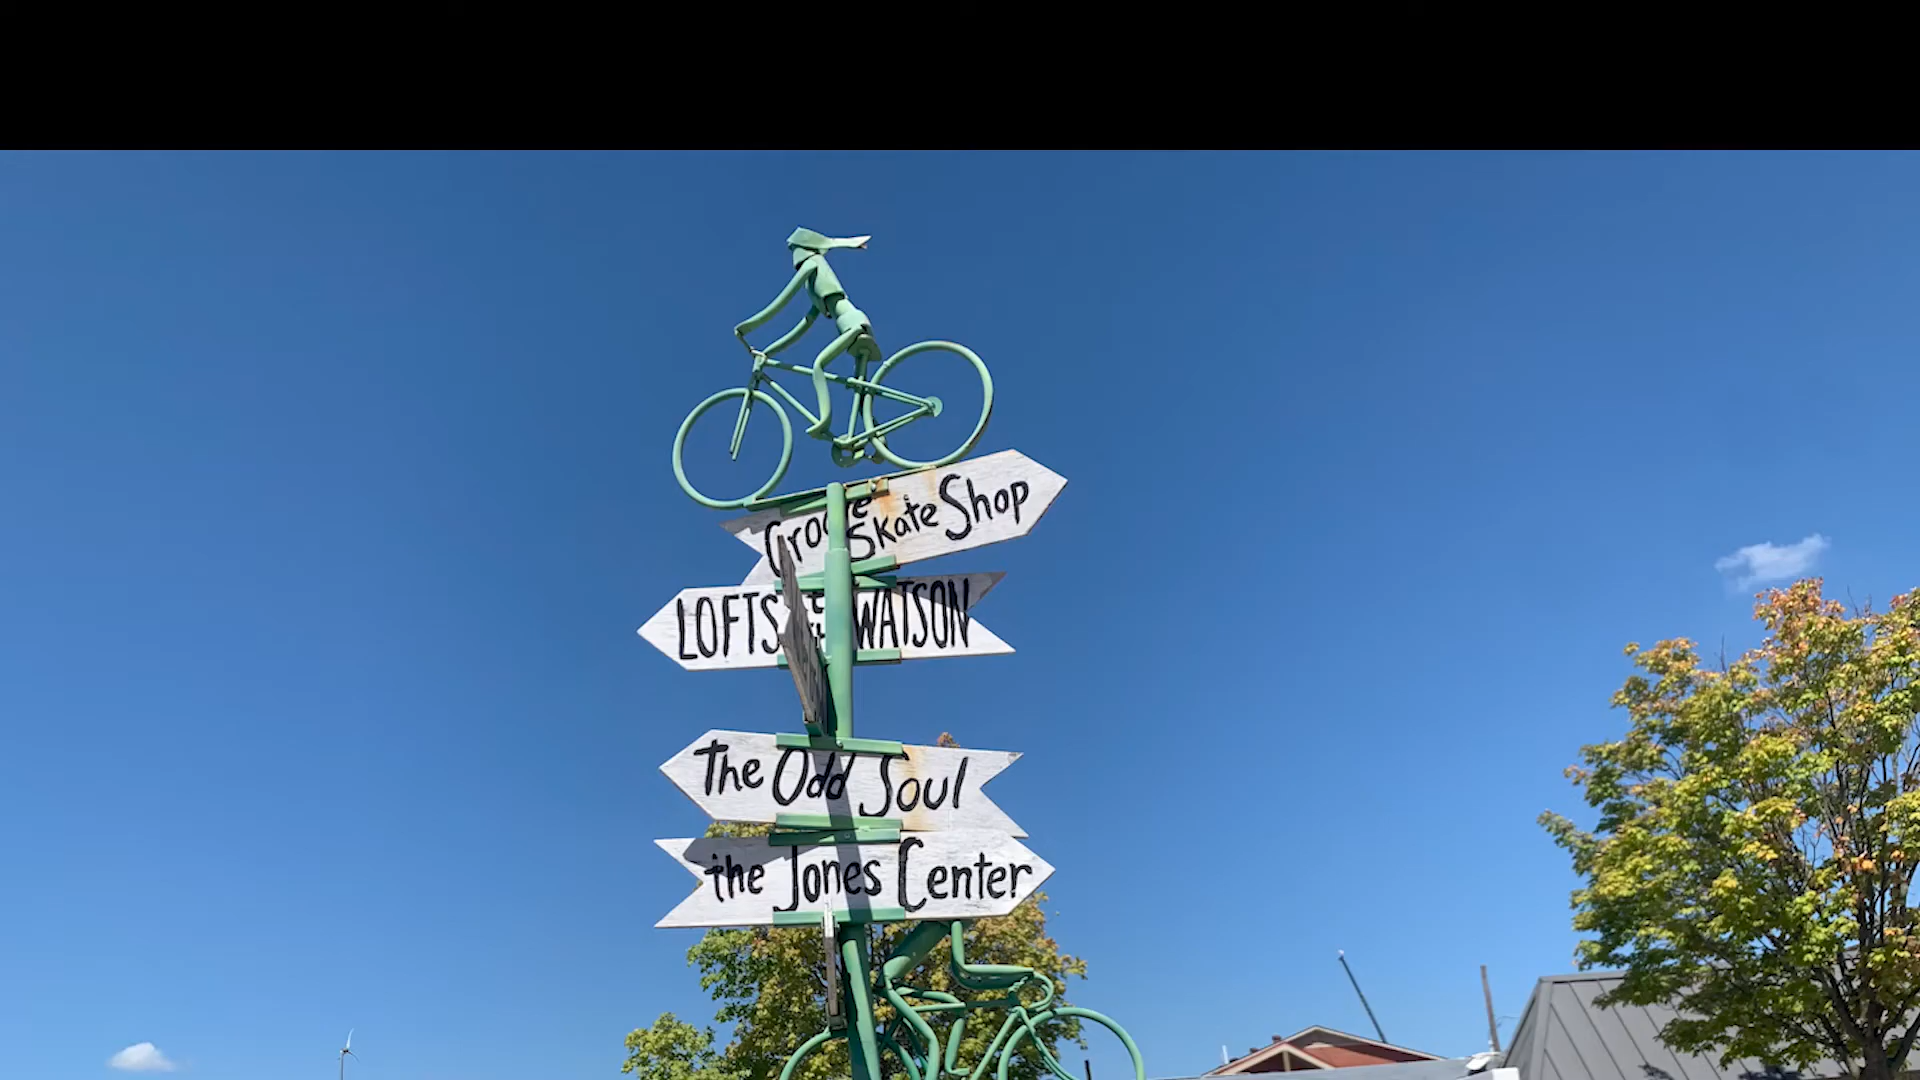 Skate Shop
LOFTS WATSON
The Odd Soul
the Jones Center